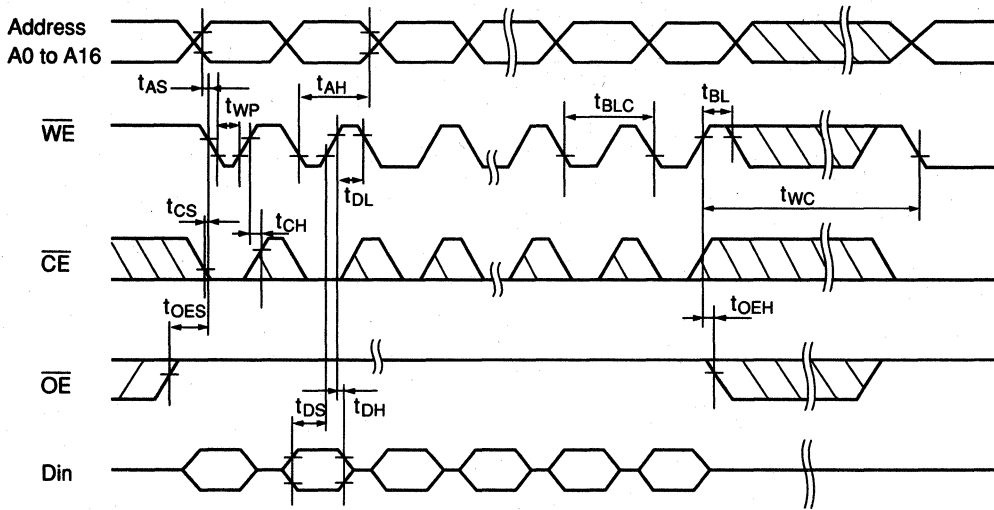 Address
A0 to A16
tAS
tWP
tAH
tBLC
tBL
WE
tDL
tWC
tCS
tCH
CE
tOES
tOEH
OE
tDS
tDH
Din